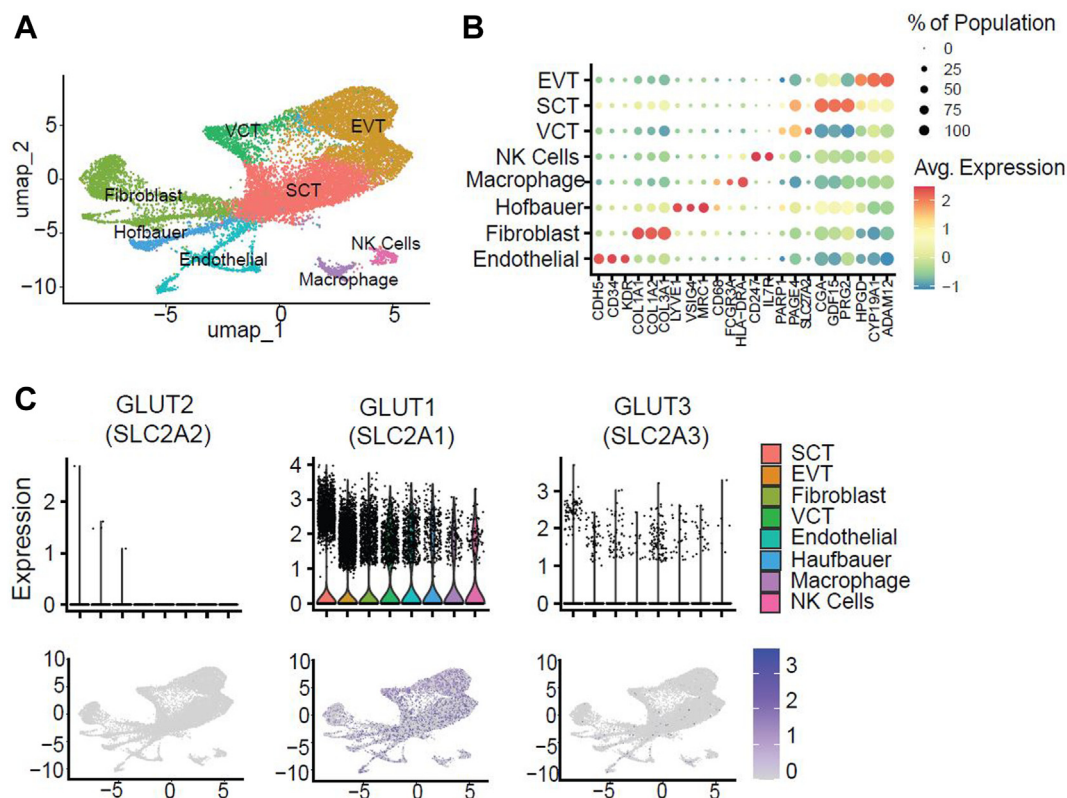 A
umap_2
5
0
−5
−10
VCT
EVT
SCT
Fibroblast
Hofbauer
Endothelial
NK Cells
Macrophage
−5
0
5
umap_1
B
EVT
SCT
VCT
NK Cells
Macrophage
Hofbauer
Fibroblast
Endothelial
CDH5
CD34
KDR
COL1A1
COL1A2
COL3A1
LYVE1
VSIG4
MRC1
CD68
FCGR3A
HLA−DRA
CD247
IL7R
PARP1
PAGE4
SLC27A2
CGA
GDF15
PRG2
HPGD
CYP19A1
ADAM12
% of Population
0
25
50
75
100
Avg. Expression
2
1
0
−1
C
GLUT2
(SLC2A2)
GLUT1
(SLC2A1)
GLUT3
(SLC2A3)
Expression
2
1
0
4
3
2
1
0
3
2
1
0
SCT
EVT
Fibroblast
VCT
Endothelial
Haufbauer
Macrophage
NK Cells
10
5
0
−5
−10
−5
0
5
10
5
0
−5
−10
−5
0
5
10
5
0
−5
−10
−5
0
5
3
2
1
0